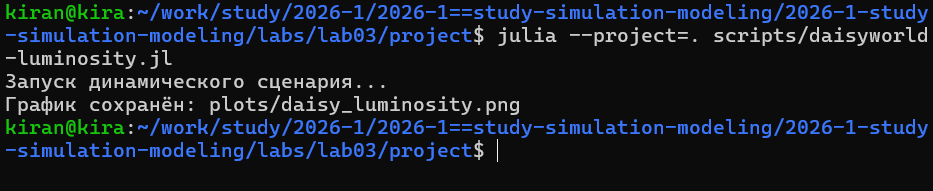 kiran@kira:~/work/study/2026-1/2026-1==study-simulation-modeling/2026-1-study
-simulation-modeling/labs/lab03/project$ julia --project=. scripts/daisyworld
-luminosity.jl
Запуск динамического сценария...
График сохранён: plots/daisy_luminosity.png
kiran@kira:~/work/study/2026-1/2026-1==study-simulation-modeling/2026-1-study
-simulation-modeling/labs/lab03/project$